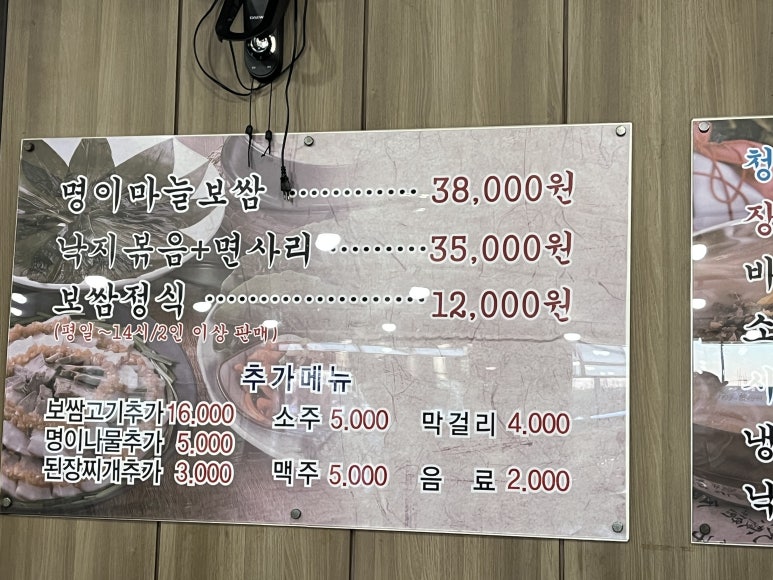 명이마늘보쌈 ············ 38,000원
낙지볶음+면사리 ········ 35,000원
보쌈정식 ···················· 12,000원
(평일~14시/2인 이상 판매)
추가메뉴
보쌈고기추가 16.000 소주 5.000 막걸리 4.000
명이나물추가 5.000
된장찌개추가 3.000 맥주 5.000 음 료 2.000
청
장
비
소
시
냉
낙